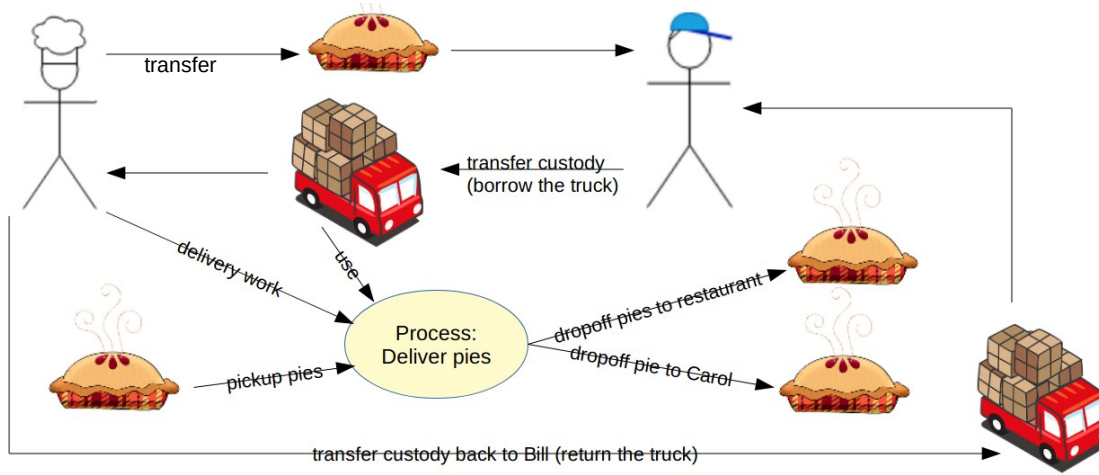 transfer
transfer custody
(borrow the truck)
delivery work
use
Process:
Deliver pies
dropoff pies to restaurant
dropoff pie to Carol
pickup pies
transfer custody back to Bill (return the truck)